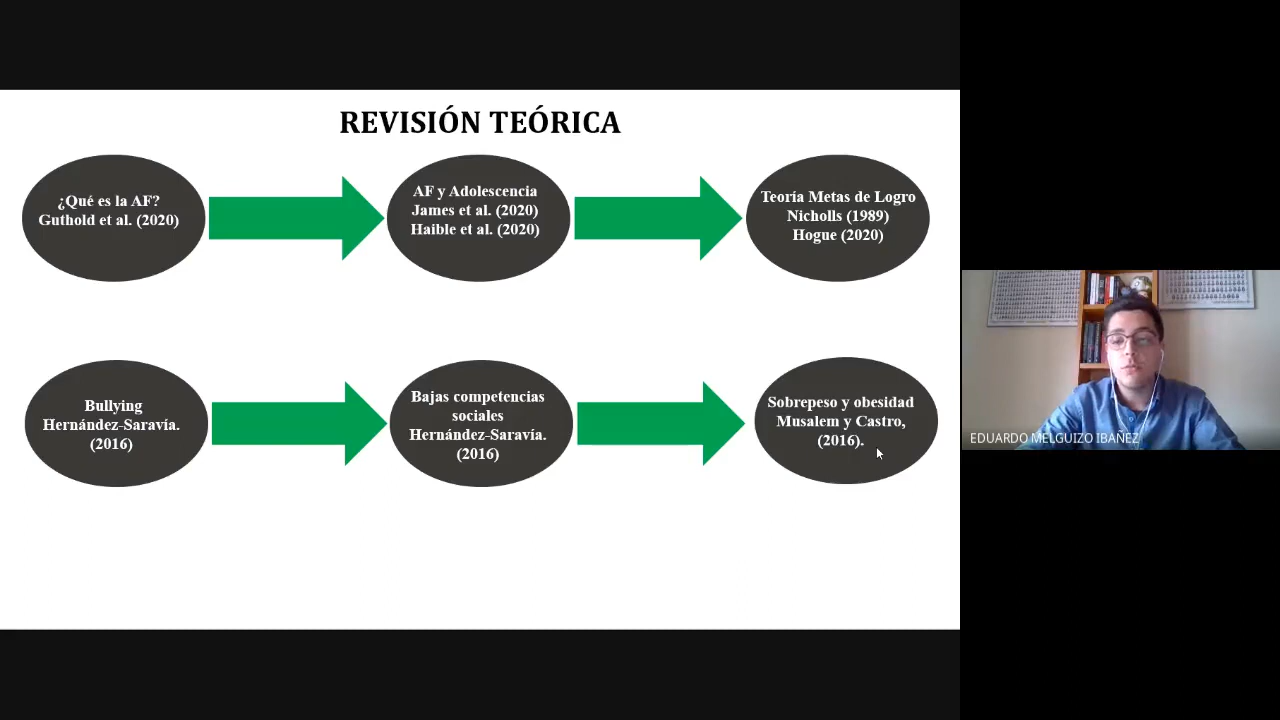 REVISIÓN TEÓRICA
¿Qué es la AF?
Guthold et al. (2020)
AF y Adolescencia
James et al. (2020)
Haible et al. (2020)
Teoría Metas de Logro
Nicholls (1989)
Hogue (2020)
Bullying
Hernández-Saravía.
(2016)
Bajas competencias
sociales
Hernández-Saravía.
(2016)
Sobrepeso y obesidad
Musalem y Castro,
(2016).
EDUARDO MELGUIZO IBAÑEZ